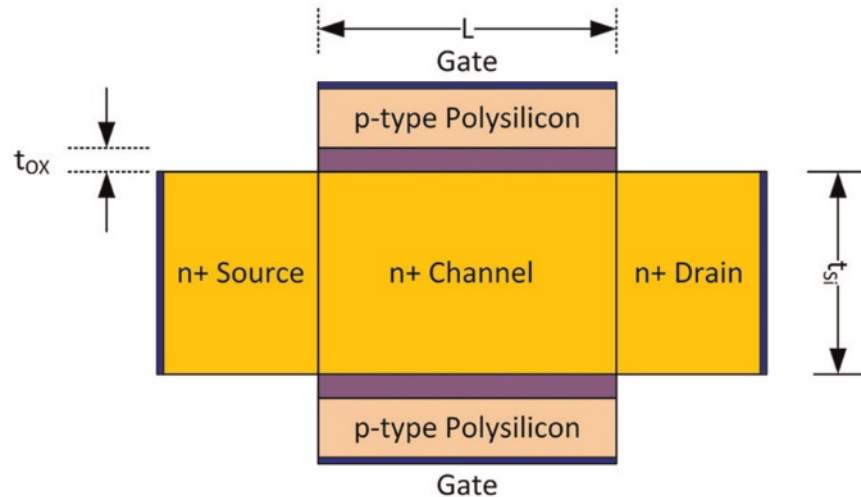 L
Gate
p-type Polysilicon
tOX
n+ Source
n+ Channel
n+ Drain
tsi
p-type Polysilicon
Gate